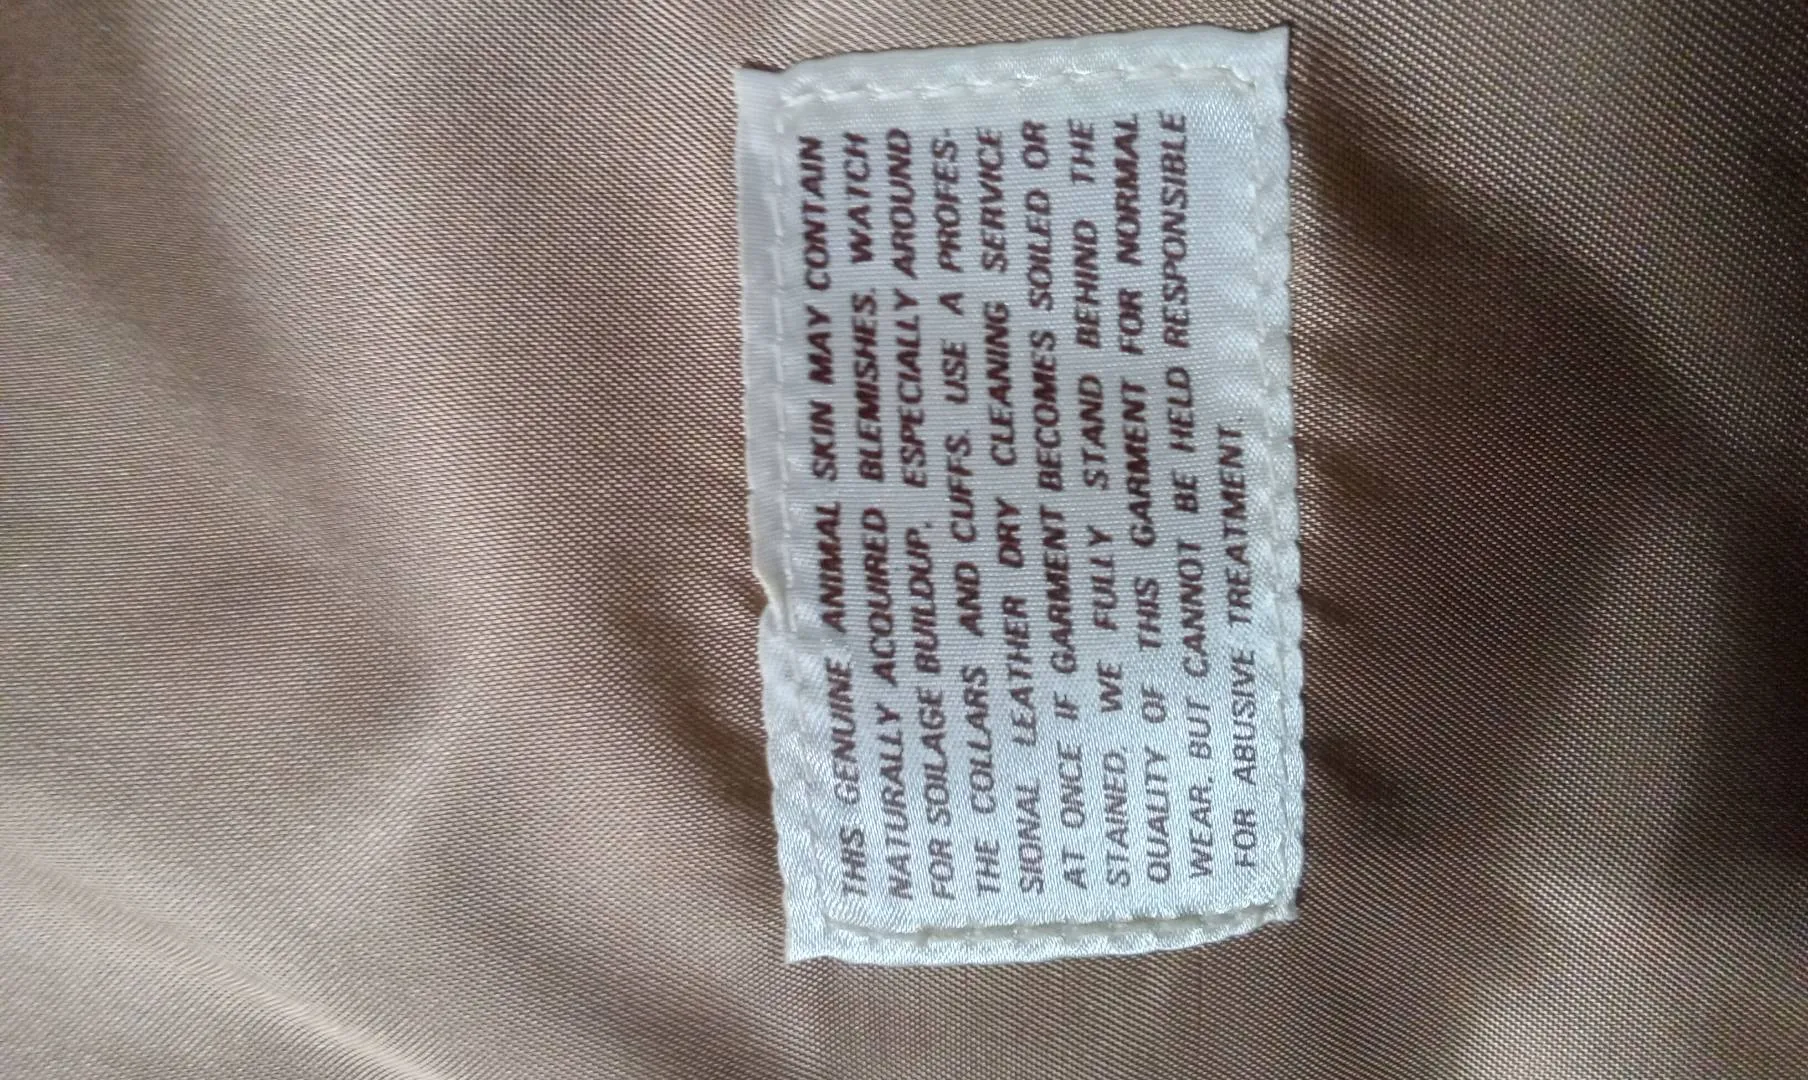 THIS GENUINE ANIMAL SKIN MAY CONTAIN
NATURALLY ACQUIRED BLEMISHES. WATCH
FOR SOILAGE BUILDUP, ESPECIALLY AROUND
THE COLLARS AND CUFFS. USE A PROFES-
SIONAL LEATHER DRY CLEANING SERVICE
AT ONCE IF GARMENT BECOMES SOILED OR
STAINED, WE FULLY STAND BEHIND THE
QUALITY OF THIS GARMENT FOR NORMAL
WEAR. BUT CANNOT BE HELD RESPONSIBLE
FOR ABUSIVE TREATMENT.